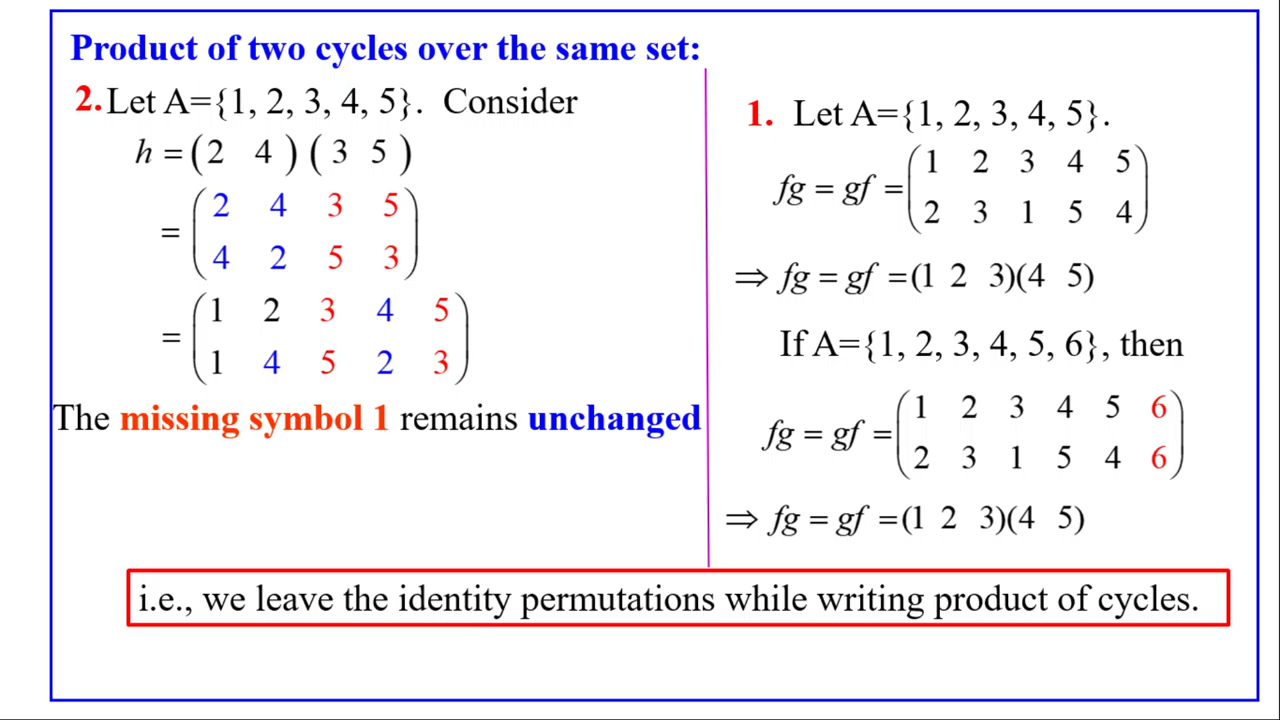 Product of two cycles over the same set:
2. Let A={1, 2, 3, 4, 5}. Consider
h = (2 4)(3 5)
= (2 4 3 5
4 2 5 3)
= (1 2 3 4 5
1 4 5 2 3)
The missing symbol 1 remains unchanged
1. Let A={1, 2, 3, 4, 5}.
fg = gf = (1 2 3 4 5
2 3 1 5 4)
⇒ fg = gf =(1 2 3)(4 5)
If A={1, 2, 3, 4, 5, 6}, then
fg = gf = (1 2 3 4 5 6
2 3 1 5 4 6)
⇒ fg = gf =(1 2 3)(4 5)
i.e., we leave the identity permutations while writing product of cycles.